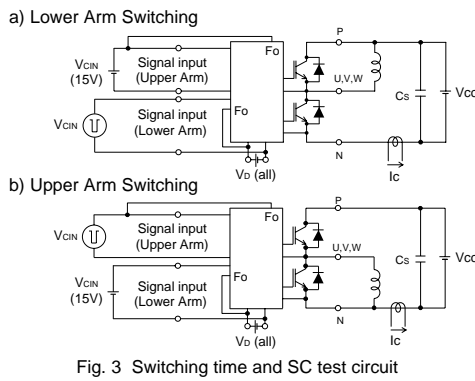 a) Lower Arm Switching
P
Fo
VCIN
(15V)
Signal input
(Upper Arm)
U,V,W
CS
Vcc
Signal input
(Lower Arm)
VCIN
Fo
N
VD (all)
Ic
b) Upper Arm Switching
P
Fo
VCIN
Signal input
(Upper Arm)
U,V,W
CS
Vcc
VCIN
(15V)
Signal input
(Lower Arm)
Fo
N
VD (all)
Ic
Fig. 3 Switching time and SC test circuit